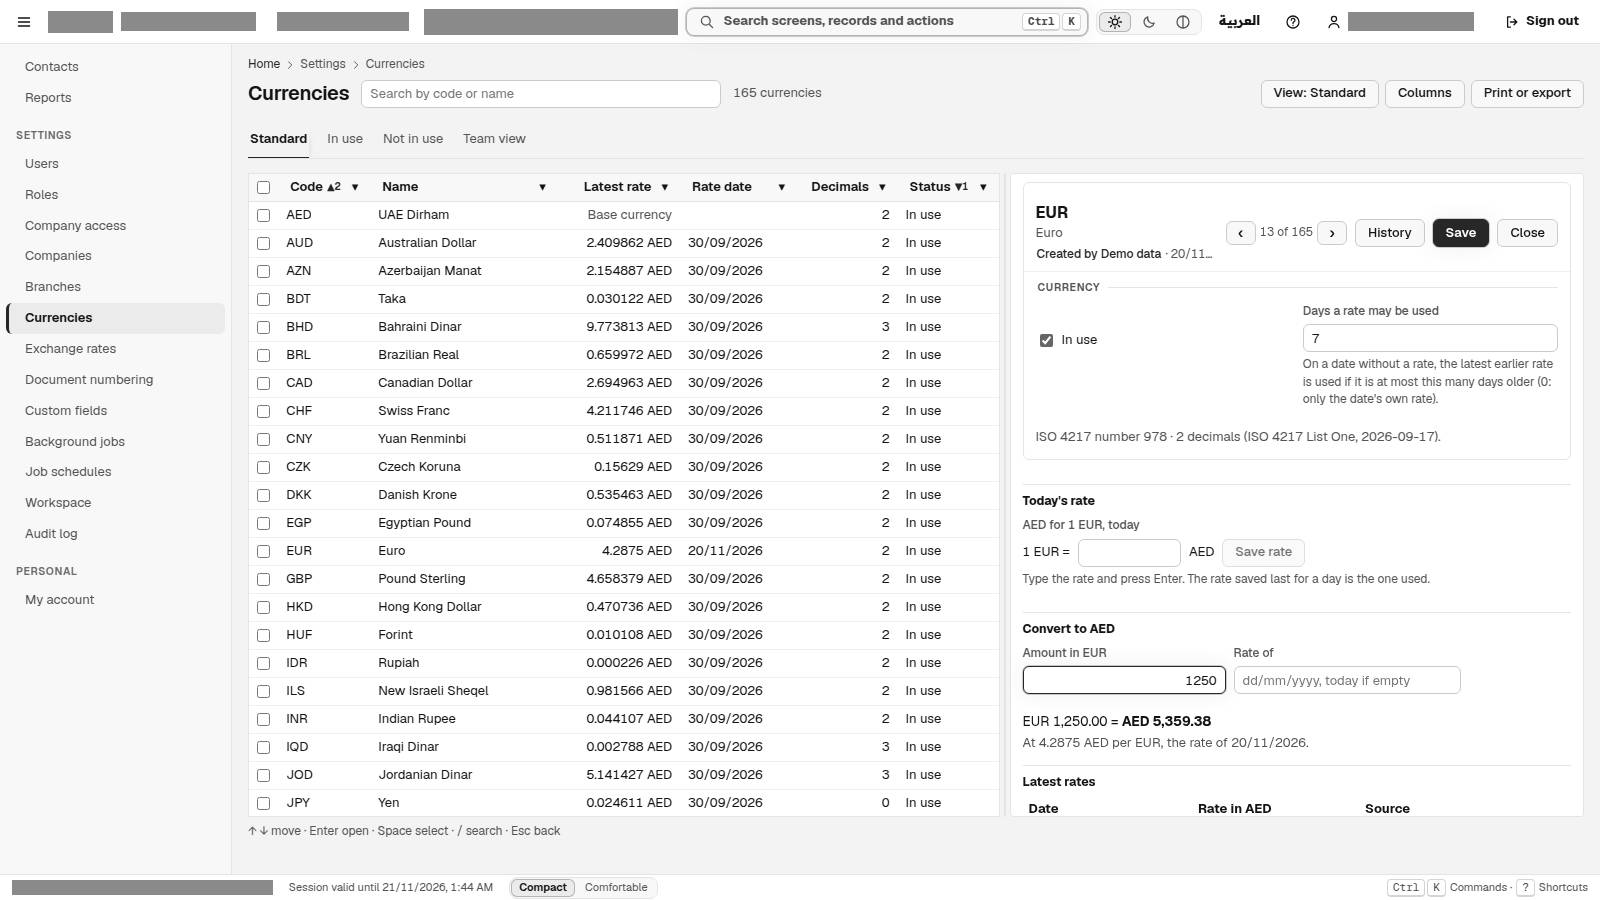 Search screens, records and actions Ctrl K العربية Sign out
Contacts
Reports
SETTINGS
Users
Roles
Company access
Companies
Branches
Currencies
Exchange rates
Document numbering
Custom fields
Background jobs
Job schedules
Workspace
Audit log
PERSONAL
My account
Home > Settings > Currencies
Currencies Search by code or name 165 currencies View: Standard Columns Print or export
Standard In use Not in use Team view
Code ▲2 ▼ Name ▼ Latest rate ▼ Rate date ▼ Decimals ▼ Status ▼1 ▼
AED UAE Dirham Base currency 2 In use
AUD Australian Dollar 2.409862 AED 30/09/2026 2 In use
AZN Azerbaijan Manat 2.154887 AED 30/09/2026 2 In use
BDT Taka 0.030122 AED 30/09/2026 2 In use
BHD Bahraini Dinar 9.773813 AED 30/09/2026 3 In use
BRL Brazilian Real 0.659972 AED 30/09/2026 2 In use
CAD Canadian Dollar 2.694963 AED 30/09/2026 2 In use
CHF Swiss Franc 4.211746 AED 30/09/2026 2 In use
CNY Yuan Renminbi 0.511871 AED 30/09/2026 2 In use
CZK Czech Koruna 0.15629 AED 30/09/2026 2 In use
DKK Danish Krone 0.535463 AED 30/09/2026 2 In use
EGP Egyptian Pound 0.074855 AED 30/09/2026 2 In use
EUR Euro 4.2875 AED 20/11/2026 2 In use
GBP Pound Sterling 4.658379 AED 30/09/2026 2 In use
HKD Hong Kong Dollar 0.470736 AED 30/09/2026 2 In use
HUF Forint 0.010108 AED 30/09/2026 2 In use
IDR Rupiah 0.000226 AED 30/09/2026 2 In use
ILS New Israeli Sheqel 0.981566 AED 30/09/2026 2 In use
INR Indian Rupee 0.044107 AED 30/09/2026 2 In use
IQD Iraqi Dinar 0.002788 AED 30/09/2026 3 In use
JOD Jordanian Dinar 5.141427 AED 30/09/2026 3 In use
JPY Yen 0.024611 AED 30/09/2026 0 In use
↑ ↓ move · Enter open · Space select · / search · Esc back
EUR
Euro
Created by Demo data · 20/11...
‹ 13 of 165 › History Save Close
CURRENCY
In use
Days a rate may be used
7
On a date without a rate, the latest earlier rate
is used if it is at most this many days older (0:
only the date's own rate).
ISO 4217 number 978 · 2 decimals (ISO 4217 List One, 2026-09-17).
Today's rate
AED for 1 EUR, today
1 EUR = AED Save rate
Type the rate and press Enter. The rate saved last for a day is the one used.
Convert to AED
Amount in EUR Rate of
1250 dd/mm/yyyy, today if empty
EUR 1,250.00 = AED 5,359.38
At 4.2875 AED per EUR, the rate of 20/11/2026.
Latest rates
Date Rate in AED Source
Session valid until 21/11/2026, 1:44 AM Compact Comfortable Ctrl K Commands · ? Shortcuts